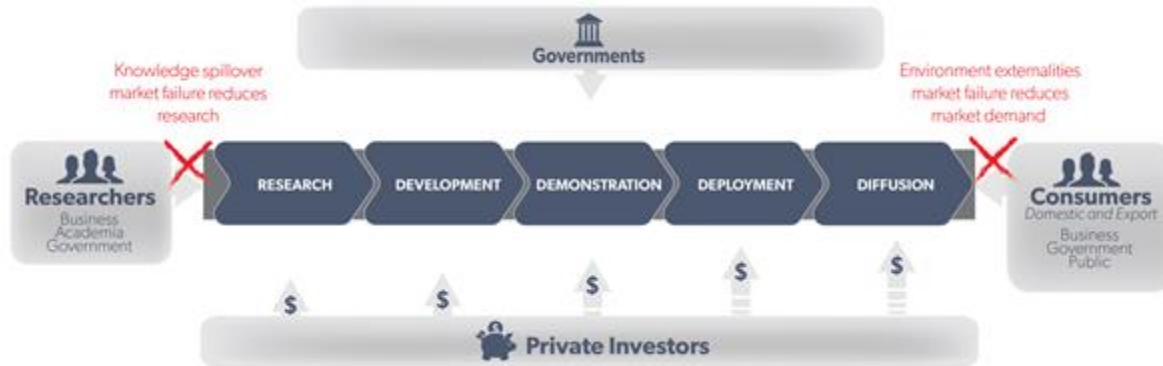 Governments
Knowledge spillover
market failure reduces
research
Environment externalities
market failure reduces
market demand
Researchers
Business
Academia
Government
RESEARCH
DEVELOPMENT
DEMONSTRATION
DEPLOYMENT
DIFFUSION
Consumers
Domestic and Export
Business
Government
Public
$
$
$
$
$
Private Investors